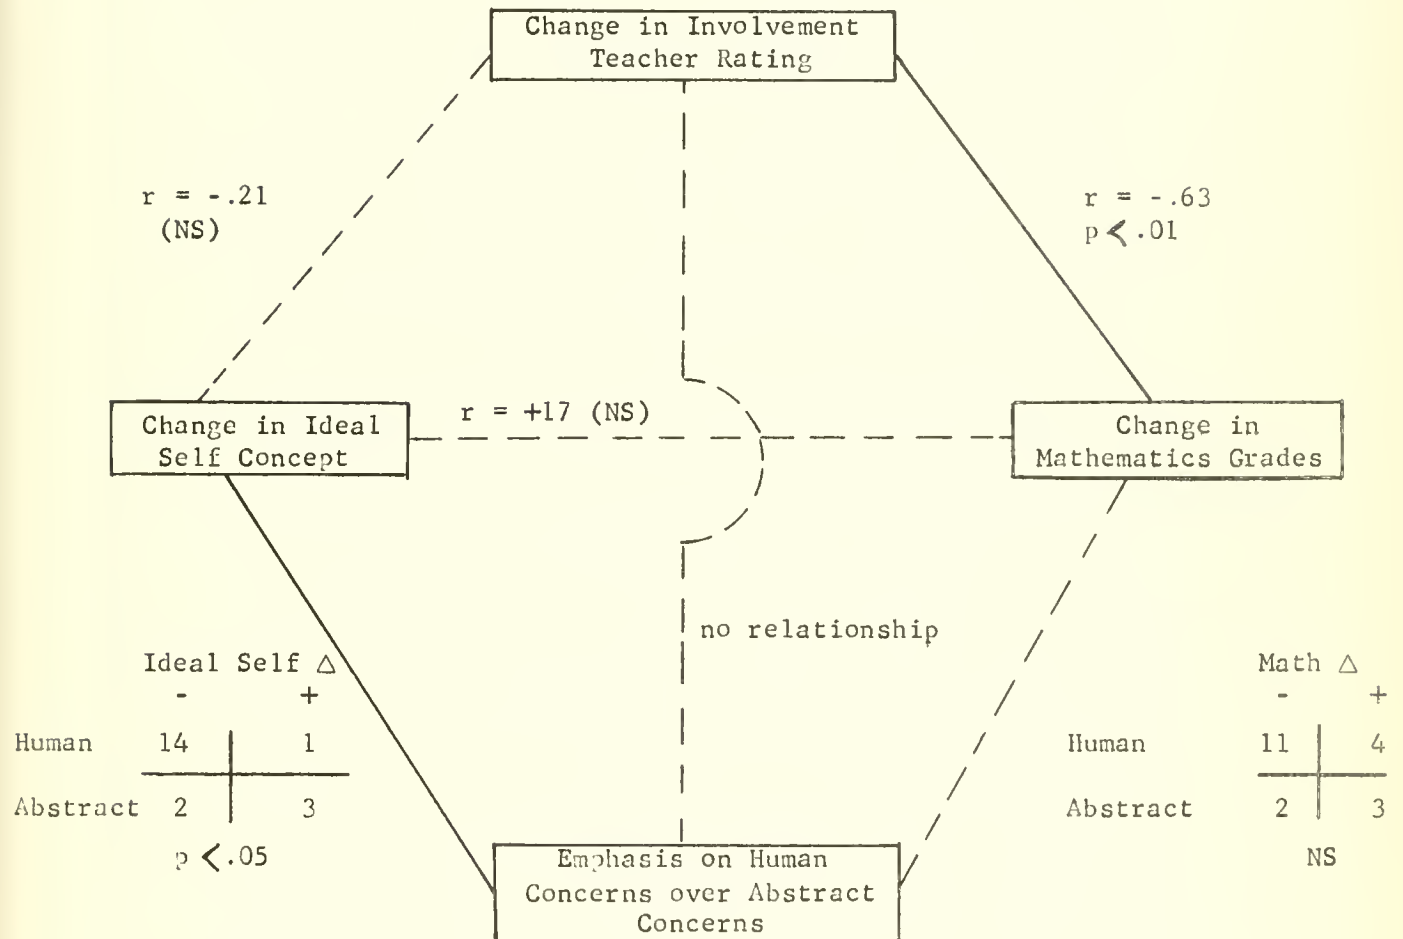 Change in Involvement
Teacher Rating
r = -.21
(NS)
r = -.63
p < .01
Change in Ideal
Self Concept
r = +17 (NS)
Change in
Mathematics Grades
no relationship
Ideal Self △
- +
Human 14 1
Abstract 2 3
p < .05
Math △
- +
Human 11 4
Abstract 2 3
NS
Emphasis on Human
Concerns over Abstract
Concerns